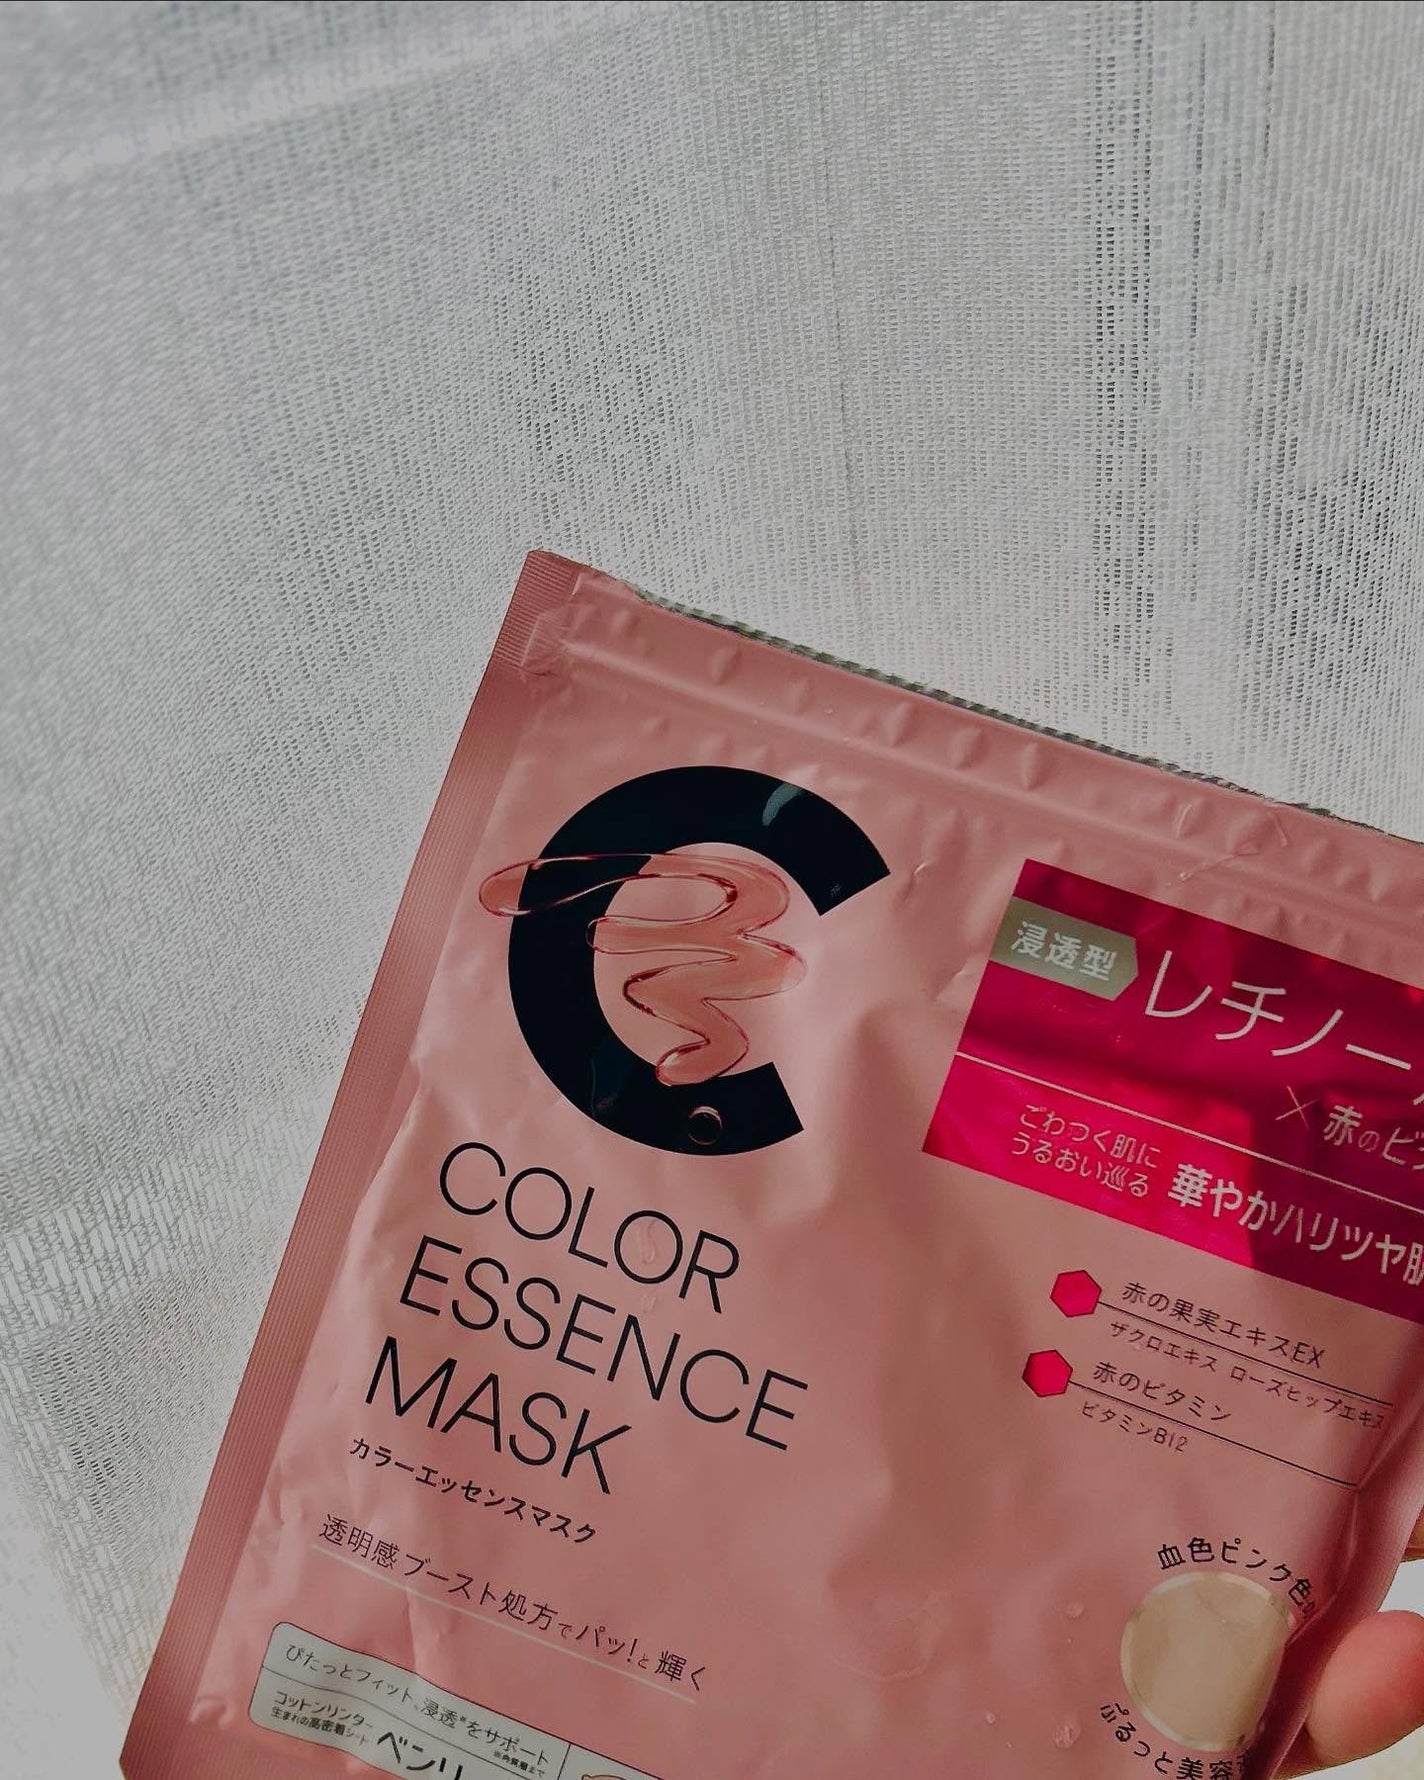 COLOR
ESSENCE
MASK
カラーエッセンスマスク
透明感ブースト処方でパッ!と輝く
ぴたっとフィット、浸透※をサポート
※角質層まで
コットンリンター
生まれの高密着シート
ベンリ
浸透型
レチノー
×赤のビタ
ごわつく肌に
うるおい巡る
華やかハリツヤ肌
赤の果実エキスEX
ザクロエキス ローズヒップエキス
赤のビタミン
ビタミンB12
血色ピンク色の
ぷるっと美容